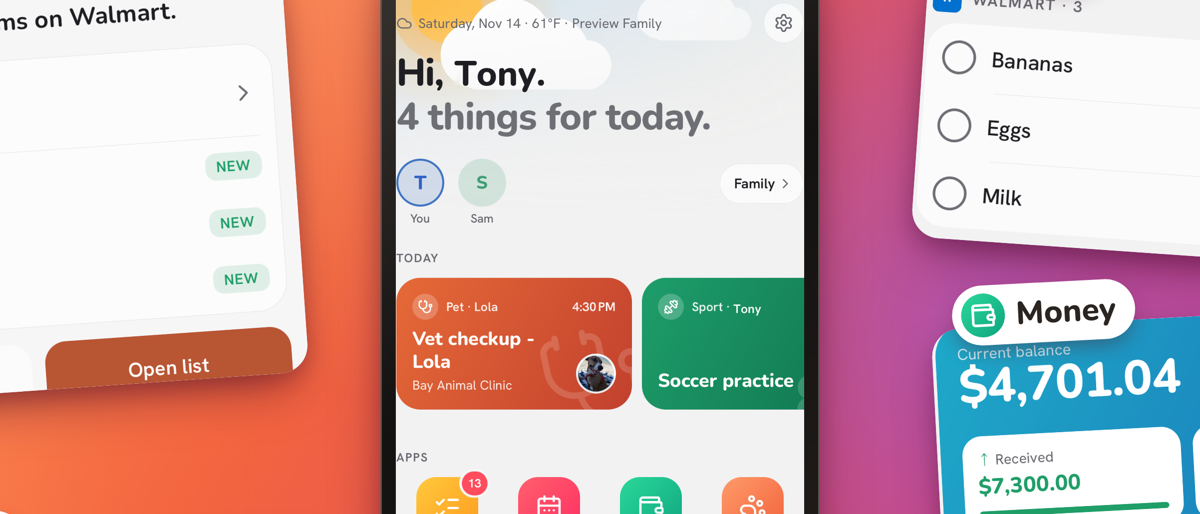 ms on Walmart.
NEW
NEW
NEW
Open list
Saturday, Nov 14 · 61°F · Preview Family
Hi, Tony.
4 things for today.
T
S
You
Sam
Family
TODAY
Pet · Lola
4:30 PM
Vet checkup -
Lola
Bay Animal Clinic
Sport · Tony
Soccer practice
APPS
13
WALMART · 3
Bananas
Eggs
Milk
Money
Current balance
$4,701.04
↑ Received
$7,300.00